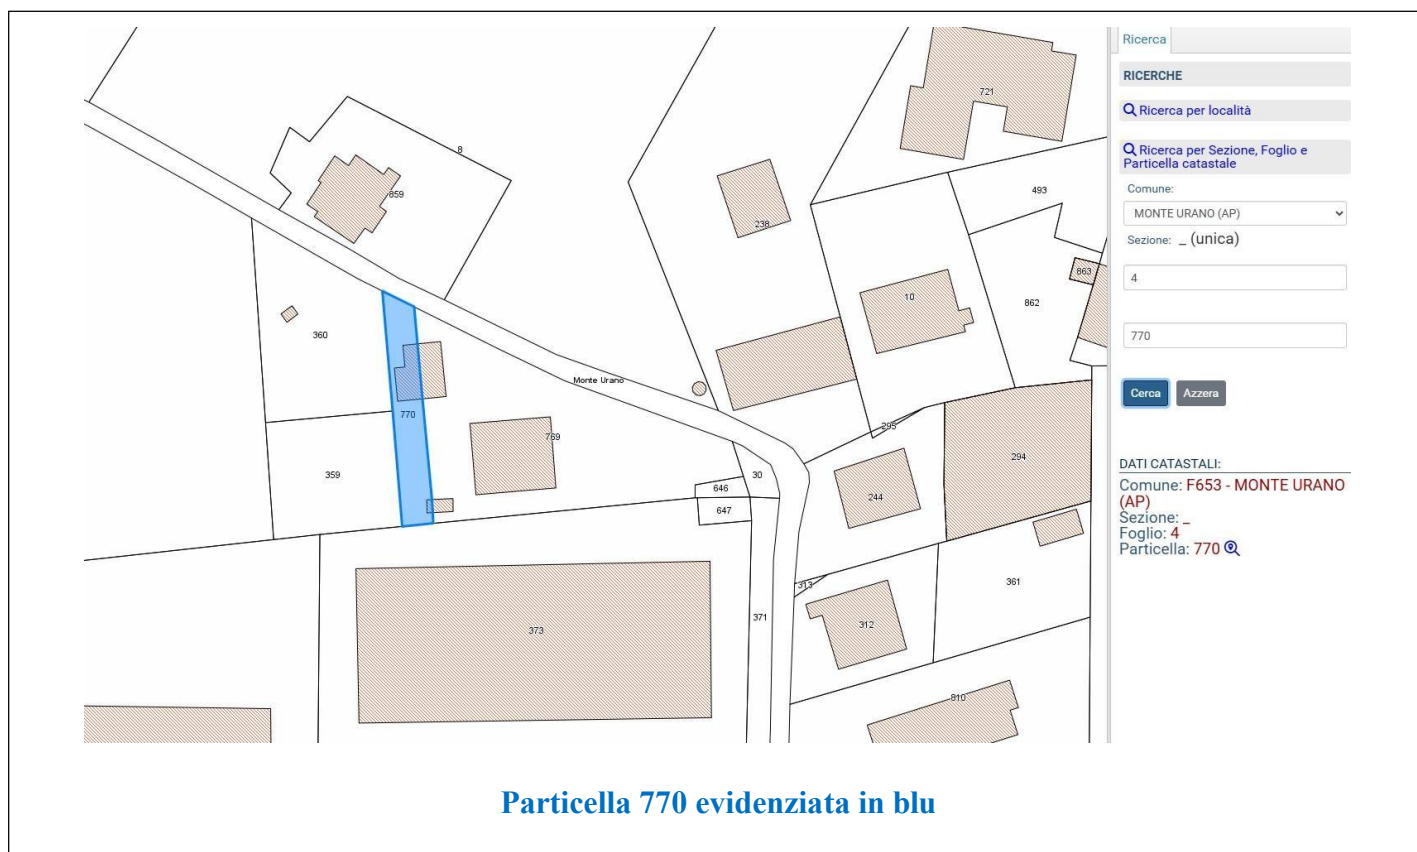 Ricerca
RICERCHE
Ricerca per località
Ricerca per Sezione, Foglio e
Particella catastale
Comune:
MONTE URANO (AP)
Sezione: _ (unica)
4
770
Cerca Azzera
DATI CATASTALI:
Comune: F653 - MONTE URANO
(AP)
Sezione: _
Foglio: 4
Particella: 770
721
8
493
859
238
863
10
862
360
Monte Urano
770
295
769
294
359
30
646
244
647
313
361
371
312
373
810
Particella 770 evidenziata in blu